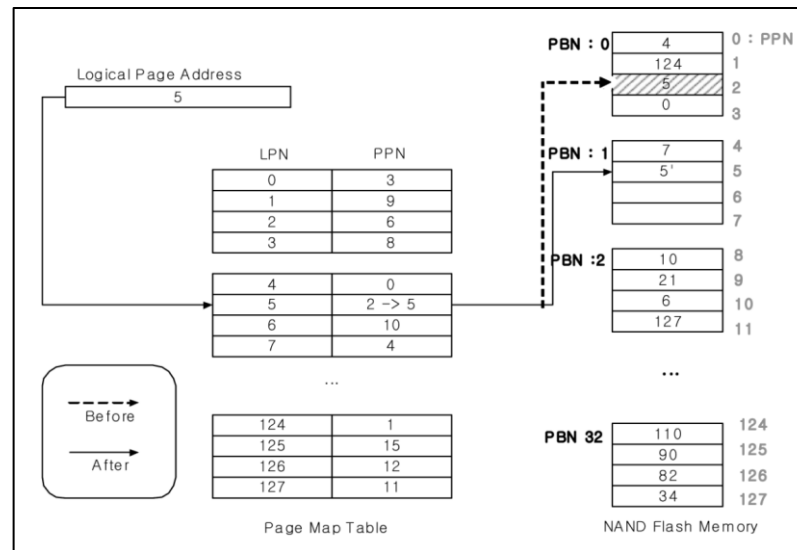 Logical Page Address
5
LPN PPN
0 3
1 9
2 6
3 8
4 0
5 2 -> 5
6 10
7 4
...
124 1
125 15
126 12
127 11
Page Map Table
Before
After
PBN : 0
4 0 : PPN
124 1
5 2
0 3
PBN : 1
7 4
5' 5
6
7
PBN :2
10 8
21 9
6 10
127 11
...
PBN 32
110 124
90 125
82 126
34 127
NAND Flash Memory